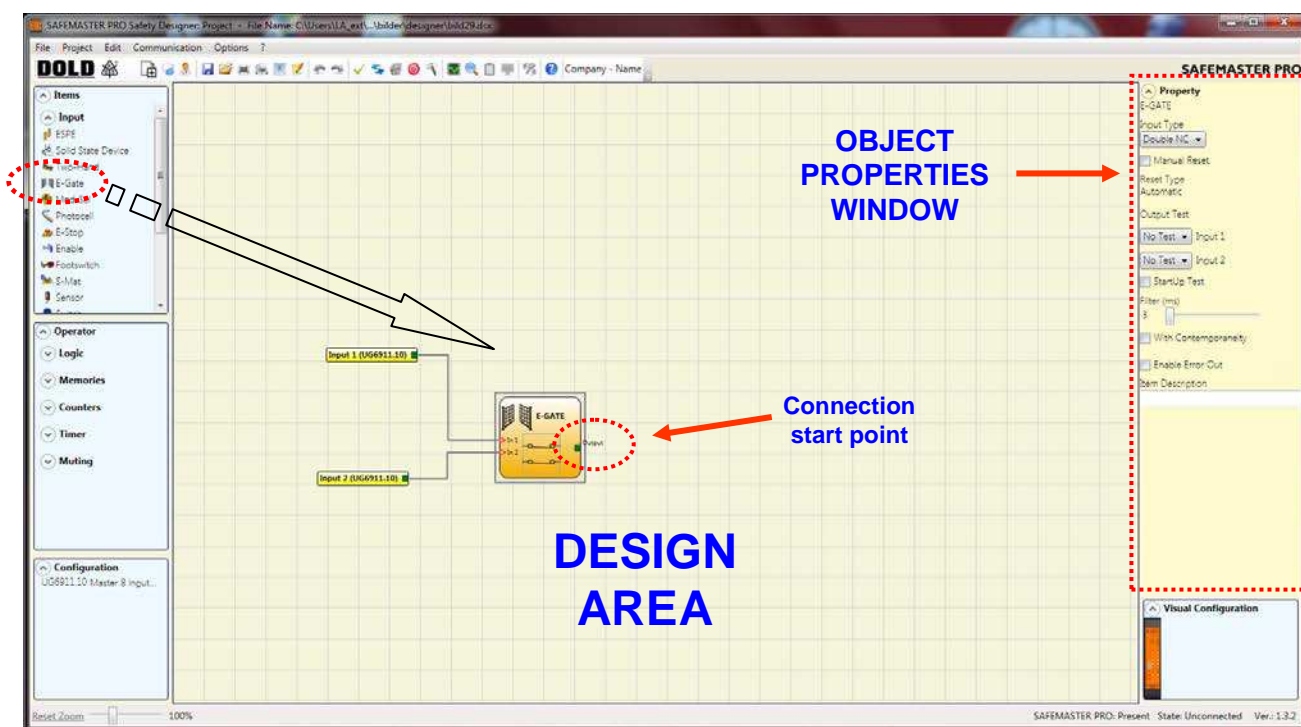 SAFEMASTER PRO Safety Designer: Project - File Name: C:\Users\LA_ext\...\bilder\designer\bild29.dsx
File Project Edit Communication Options ?
DOLD
Company - Name
SAFEMASTER PRO
Items
Input
ESPE
Solid State Device
Two-Hand
E-Gate
Mod-Sel
Photocell
E-Stop
Enable
Footswitch
S-Mat
Sensor
Operator
Logic
Memories
Counters
Timer
Muting
Configuration
UG6911.10 Master 8 Input...
Input 1 (UG6911.10)
Input 2 (UG6911.10)
E-GATE
In 1
In 2
OBJECT
PROPERTIES
WINDOW
Connection
start point
DESIGN
AREA
Property
E-GATE
Input Type
Double NC
Manual Reset
Reset Type
Automatic
Output Test
No Test Input 1
No Test Input 2
StartUp Test
Filter (ms)
3
With Contemporaneity
Enable Error Out
Item Description
Visual Configuration
Reset Zoom 100%
SAFEMASTER PRO: Present State: Unconnected Ver.: 1.3.2